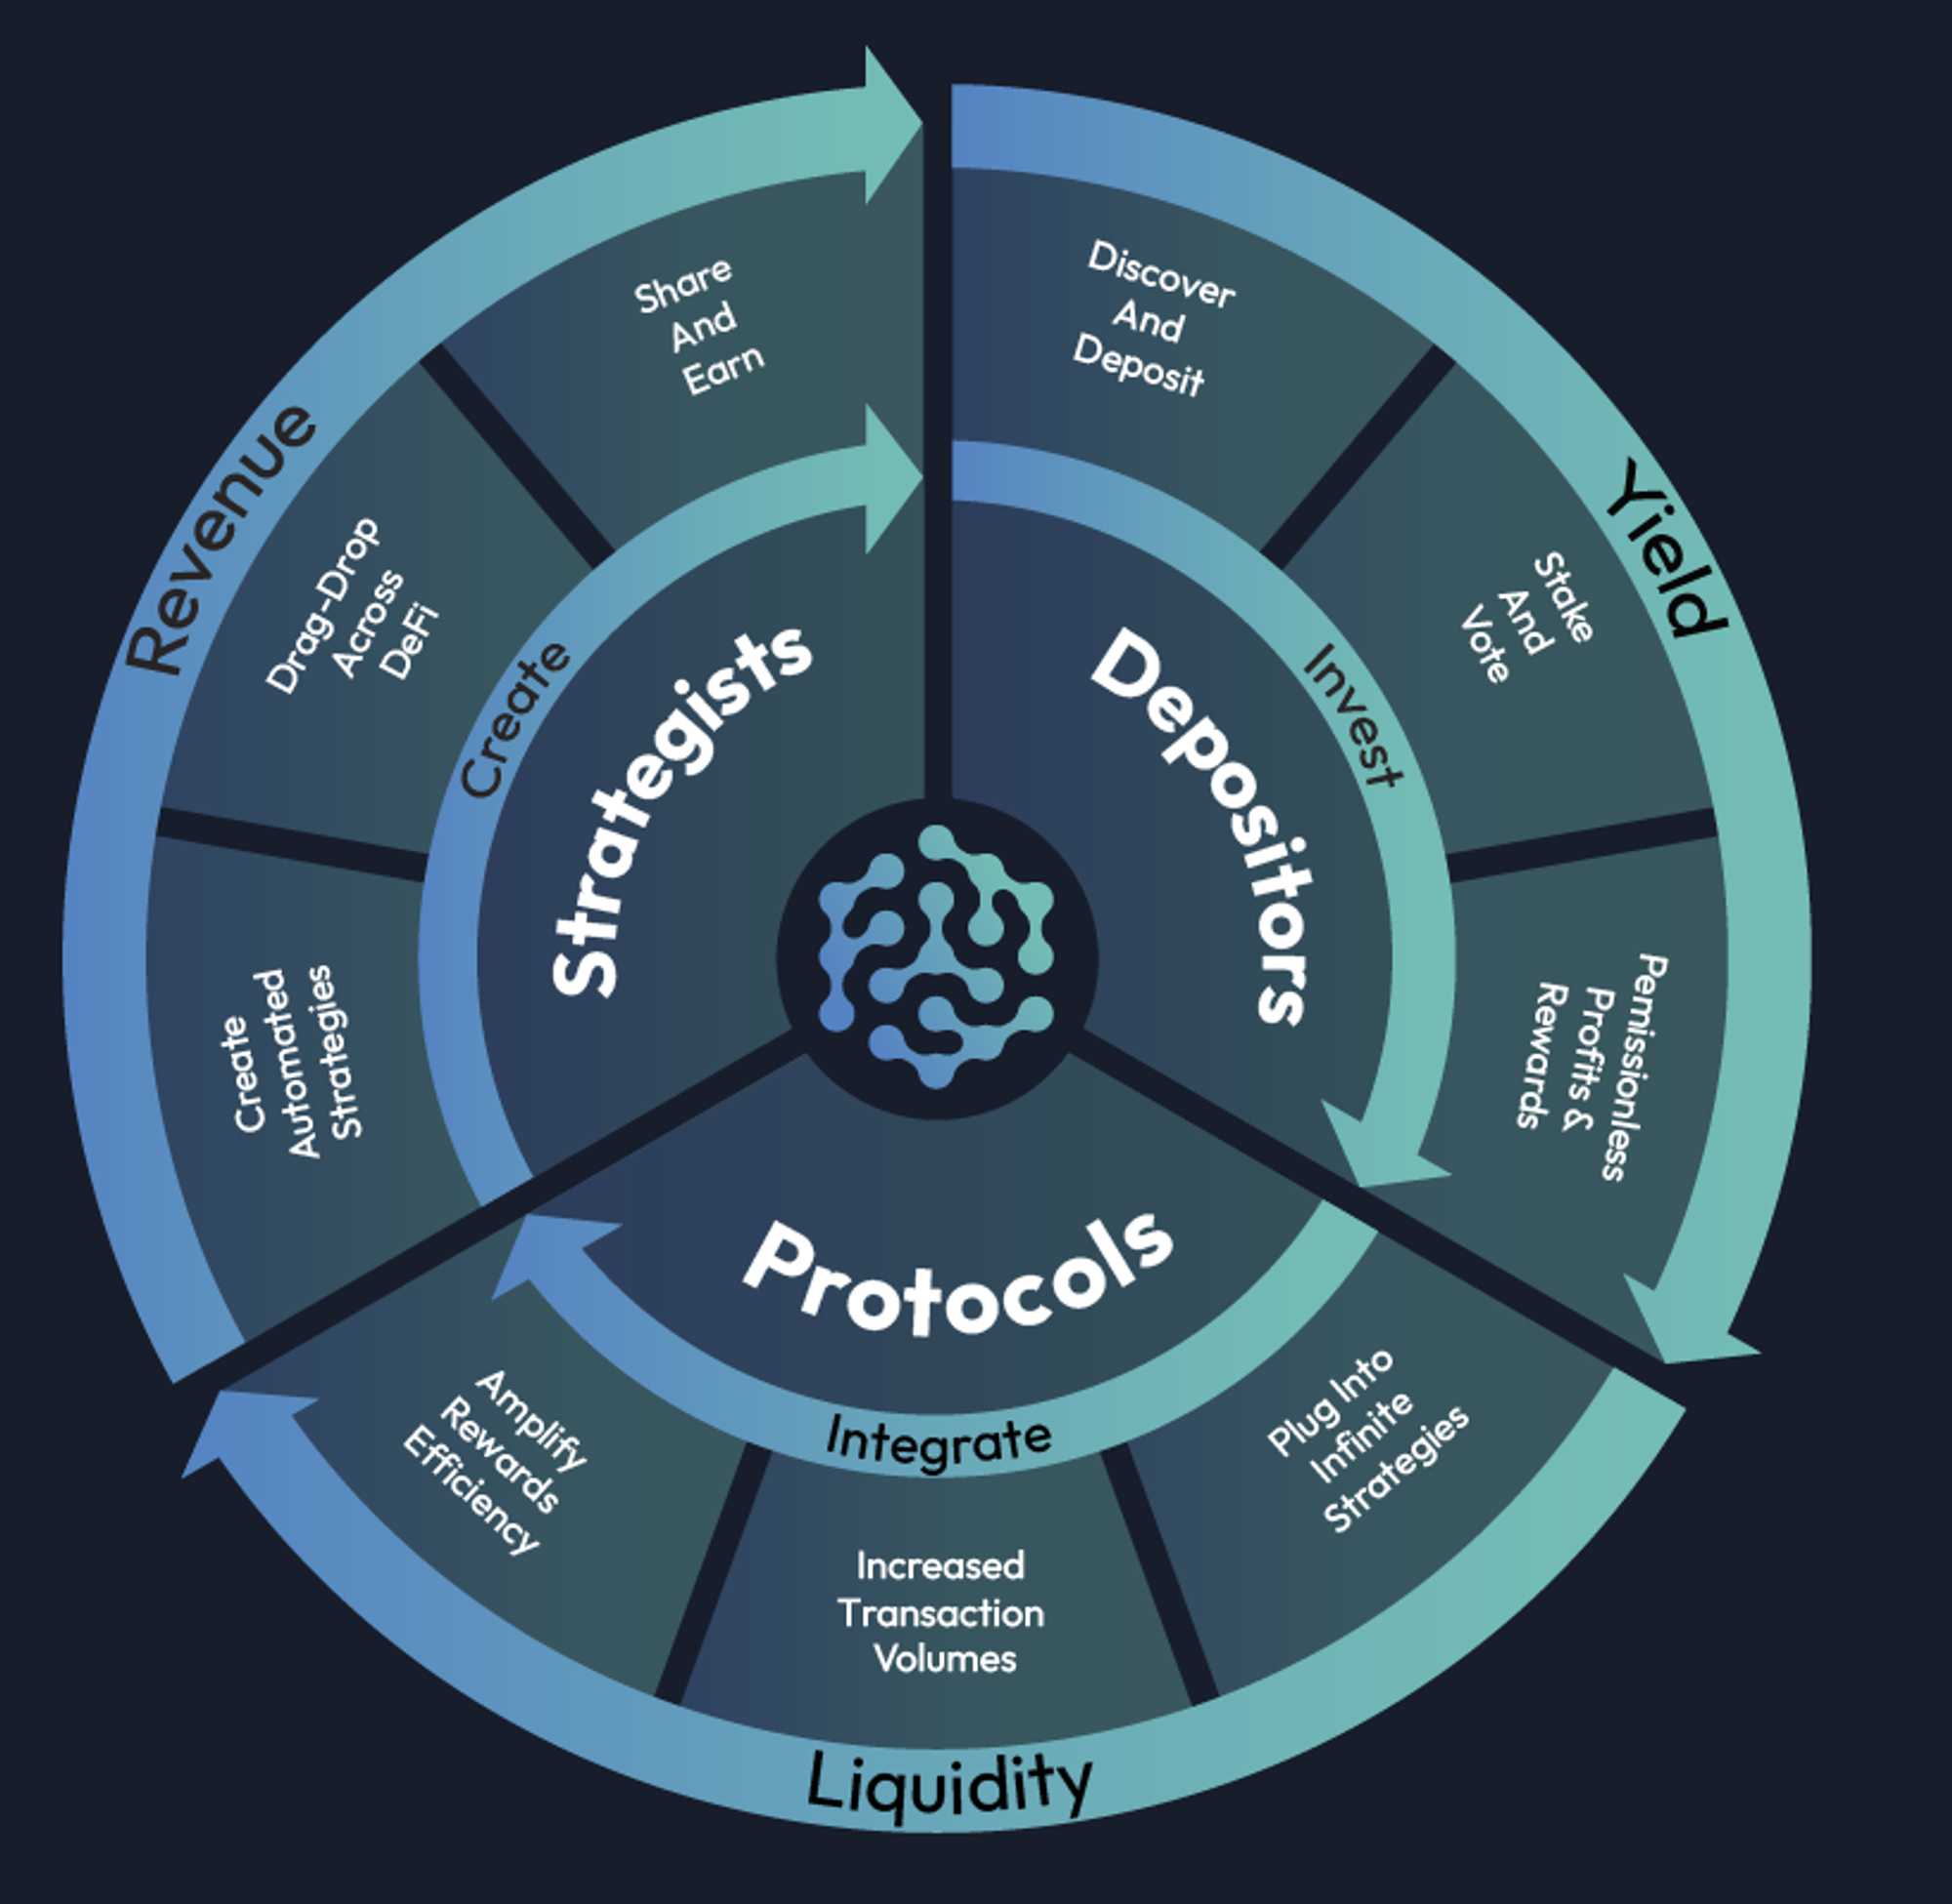 Revenue
Create
Strategists
Create
Automated
Strategies
Drag-Drop
Across
DeFi
Share
And
Earn
Yield
Invest
Depositors
Discover
And
Deposit
Stake
And
Vote
Permissionless
Profits &
Rewards
Protocols
Integrate
Liquidity
Plug Into
Infinite
Strategies
Increased
Transaction
Volumes
Amplify
Rewards
Efficiency